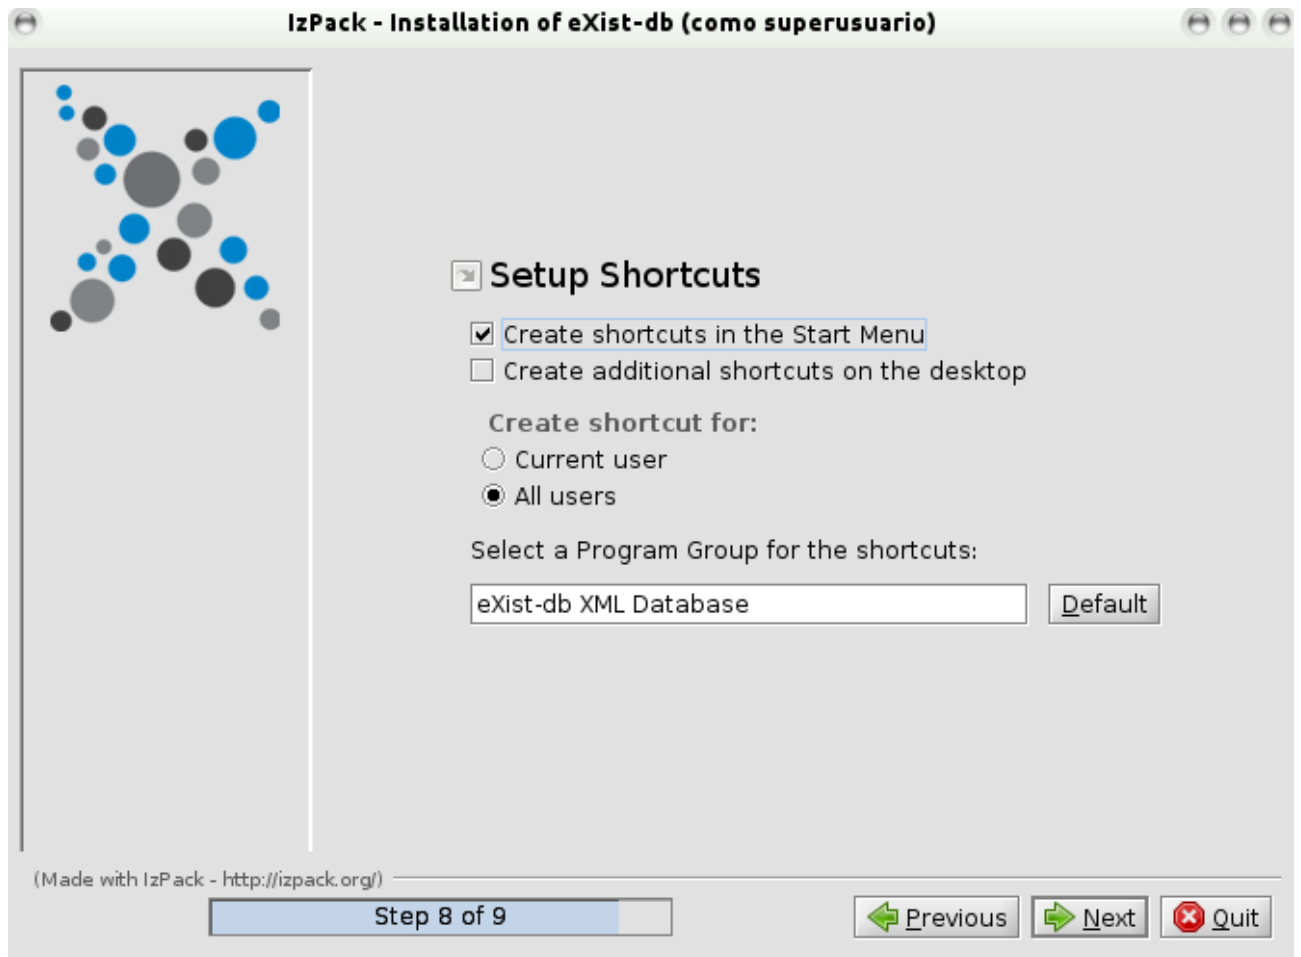 IzPack - Installation of eXist-db (como superusuario)
Setup Shortcuts
Create shortcuts in the Start Menu
Create additional shortcuts on the desktop
Create shortcut for:
Current user
All users
Select a Program Group for the shortcuts:
eXist-db XML Database Default
(Made with IzPack - http://izpack.org/)
Step 8 of 9 Previous Next Quit